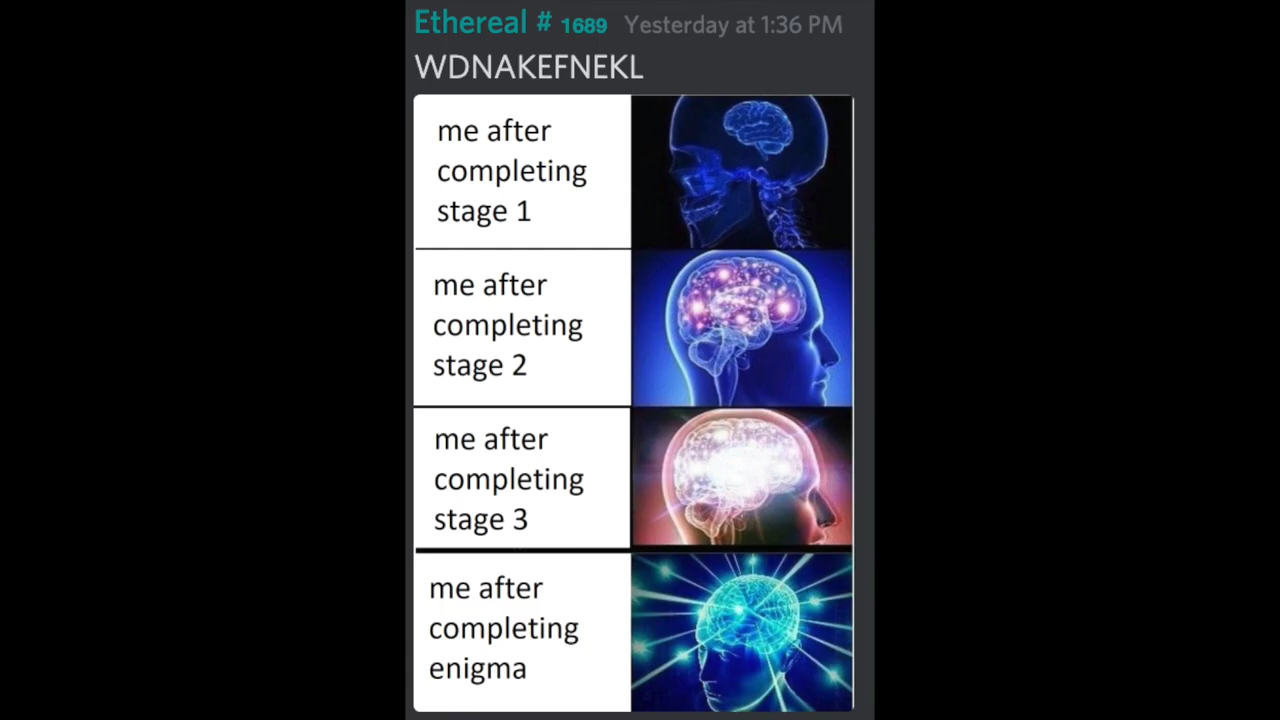 Ethereal # 1689 Yesterday at 1:36 PM
WDNAKEFNEKL
me after
completing
stage 1
me after
completing
stage 2
me after
completing
stage 3
me after
completing
enigma